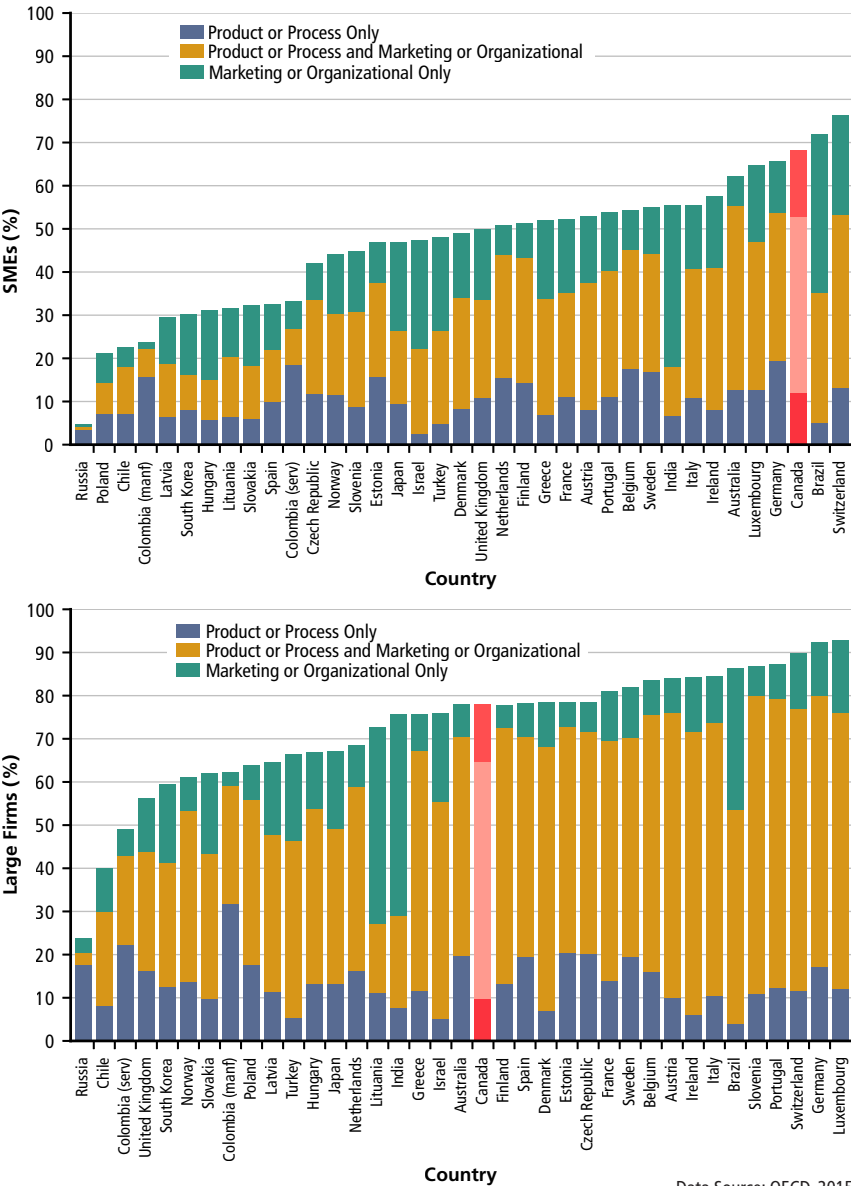 100
90
80
70
60
50
40
30
20
10
0
SMEs (%)
Product or Process Only
Product or Process and Marketing or Organizational
Marketing or Organizational Only
Russia
Poland
Chile
Colombia (manf)
Latvia
South Korea
Hungary
Lituania
Slovakia
Spain
Colombia (serv)
Czech Republic
Norway
Slovenia
Estonia
Japan
Israel
Turkey
Denmark
United Kingdom
Netherlands
Finland
Greece
France
Austria
Portugal
Belgium
Sweden
India
Italy
Ireland
Australia
Luxembourg
Germany
Canada
Brazil
Switzerland
Country
100
90
80
70
60
50
40
30
20
10
0
Large Firms (%)
Product or Process Only
Product or Process and Marketing or Organizational
Marketing or Organizational Only
Russia
Chile
Colombia (serv)
United Kingdom
South Korea
Norway
Slovakia
Colombia (manf)
Poland
Latvia
Turkey
Hungary
Japan
Netherlands
Lithuania
India
Greece
Israel
Australia
Canada
Finland
Spain
Denmark
Estonia
Czech Republic
France
Sweden
Belgium
Austria
Ireland
Italy
Brazil
Slovenia
Portugal
Switzerland
Germany
Luxembourg
Country